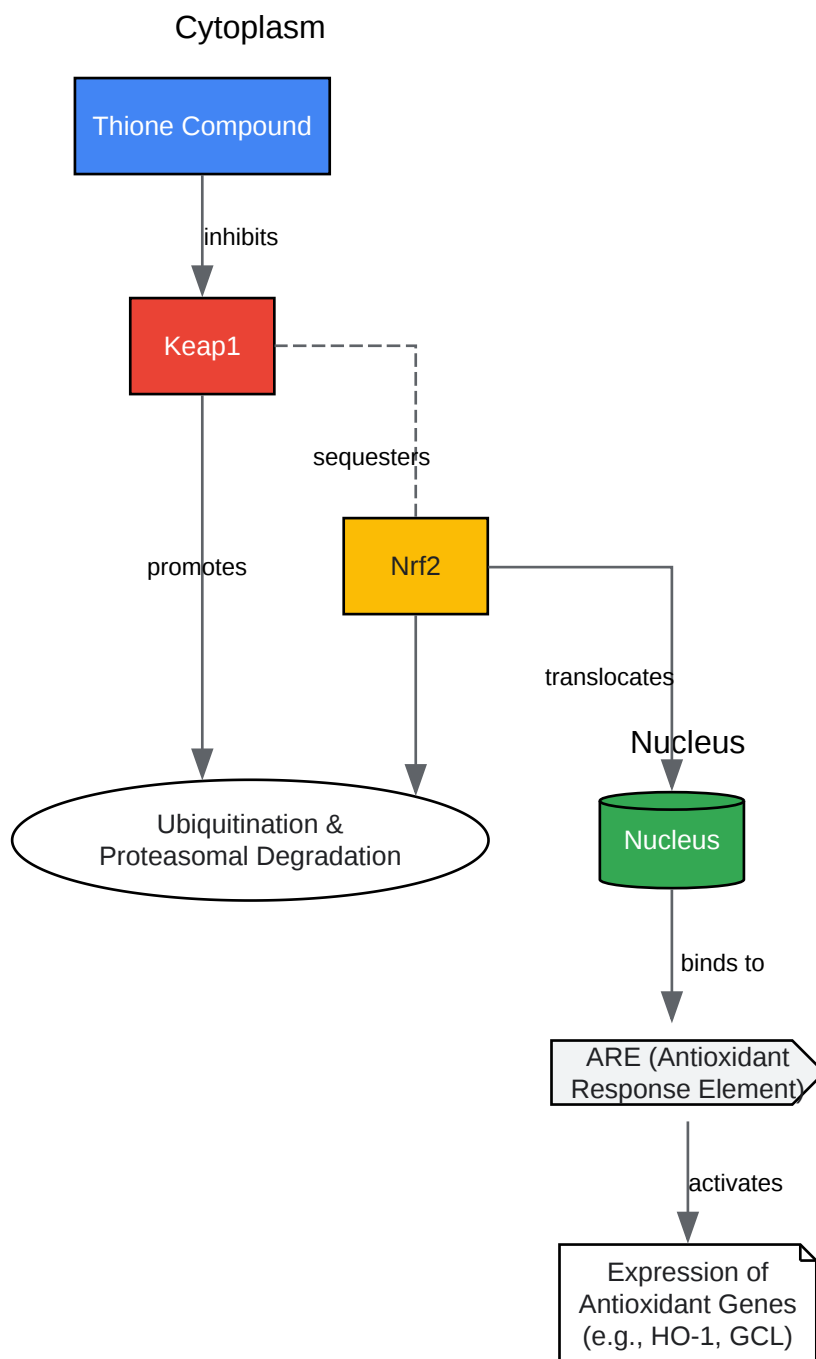 Cytoplasm
Thione Compound
inhibits
Keap1
sequesters
promotes
Nrf2
translocates
Nucleus
Ubiquitination &
Proteasomal Degradation
Nucleus
binds to
ARE (Antioxidant
Response Element)
activates
Expression of
Antioxidant Genes
(e.g., HO-1, GCL)